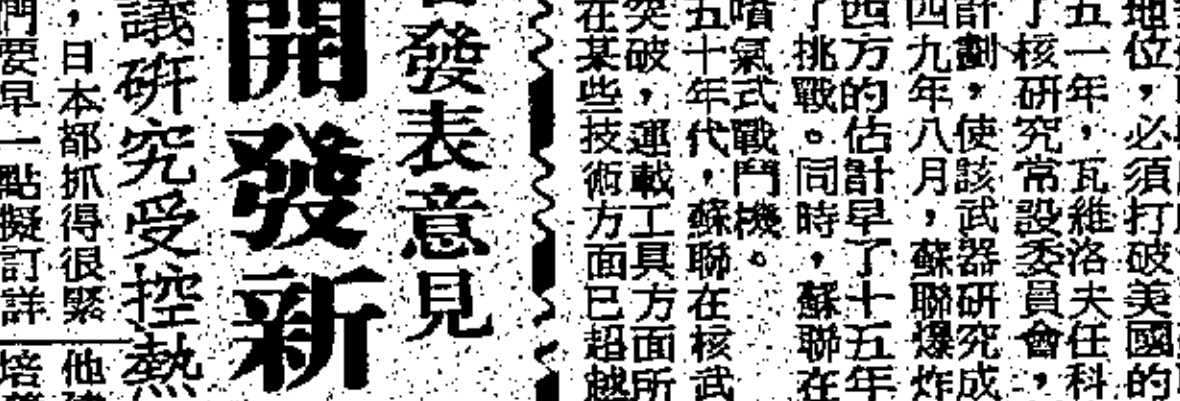 地位，必須打破美國的
五一年，瓦維洛夫任科
了核研究常設委員會，
計劃，使該武器研究成
四九年八月，蘇聯爆炸
西方的估計早了十五年
了挑戰。同時，蘇聯在
噴氣式戰鬥機。
五十年代，蘇聯在核武
突破，運載工具方面所
在某些技術方面已超越
發表意見
開發新
議研究受控熱
，日本都抓得很緊
他
們要早一點擬訂詳
培